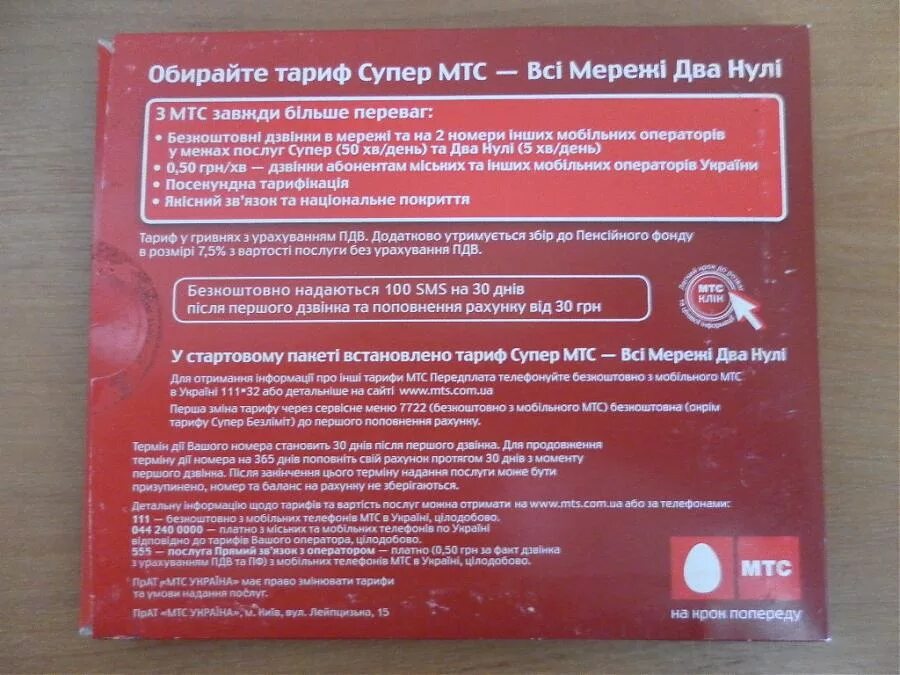 Обирайте тариф Супер МТС — Всі Мережі Два Нулі
З МТС завжди більше переваг:
• Безкоштовні дзвінки в мережі та на 2 номери інших мобільних операторів
у межах послуг Супер (50 хв/день) та Два Нулі (5 хв/день)
• 0,50 грн/хв — дзвінки абонентам міських та інших мобільних операторів України
• Посекундна тарифікація
• Якісний зв'язок та національне покриття
Тариф у гривнях з урахуванням ПДВ. Додатково утримується збір до Пенсійного фонду
в розмірі 7,5% з вартості послуги без урахування ПДВ.
Безкоштовно надаються 100 SMS на 30 днів
після першого дзвінка та поповнення рахунку від 30 грн
Легкий крок до розваг
МТС
КЛІК
та цікавої інформації
У стартовому пакеті встановлено тариф Супер МТС — Всі Мережі Два Нулі
Для отримання інформації про інші тарифи МТС Передплата телефонуйте безкоштовно з мобільного МТС
в Україні 111*32 або детальніше на сайті www.mts.com.ua
Перша зміна тарифу через сервісне меню 7722 (безкоштовно з мобільного МТС) безкоштовна (окрім
тарифу Супер Безліміт) до першого поповнення рахунку.
Термін дії Вашого номера становить 30 днів після першого дзвінка. Для продовження
терміну дії номера на 365 днів поповніть свій рахунок протягом 30 днів з моменту
першого дзвінка. Після закінчення цього терміну надання послуги може бути
призупинено, номер та баланс на рахунку не зберігаються.
Детальну інформацію щодо тарифів та вартість послуг можна отримати на www.mts.com.ua або за телефонами:
111 — безкоштовно з мобільних телефонів МТС в Україні, цілодобово.
044 240 0000 — платно з міських та мобільних телефонів по Україні
відповідно до тарифів Вашого оператора, цілодобово.
555 — послуга Прямий зв'язок з оператором — платно (0,50 грн за факт дзвінка
з урахуванням ПДВ та ПФ) з мобільних телефонів МТС в Україні, цілодобово.
ПрАТ «МТС УКРАЇНА» має право змінювати тарифи
та умови надання послуг.
ПрАТ «МТС УКРАЇНА», м. Київ, вул. Лейпцизька, 15
МТС
на крок попереду